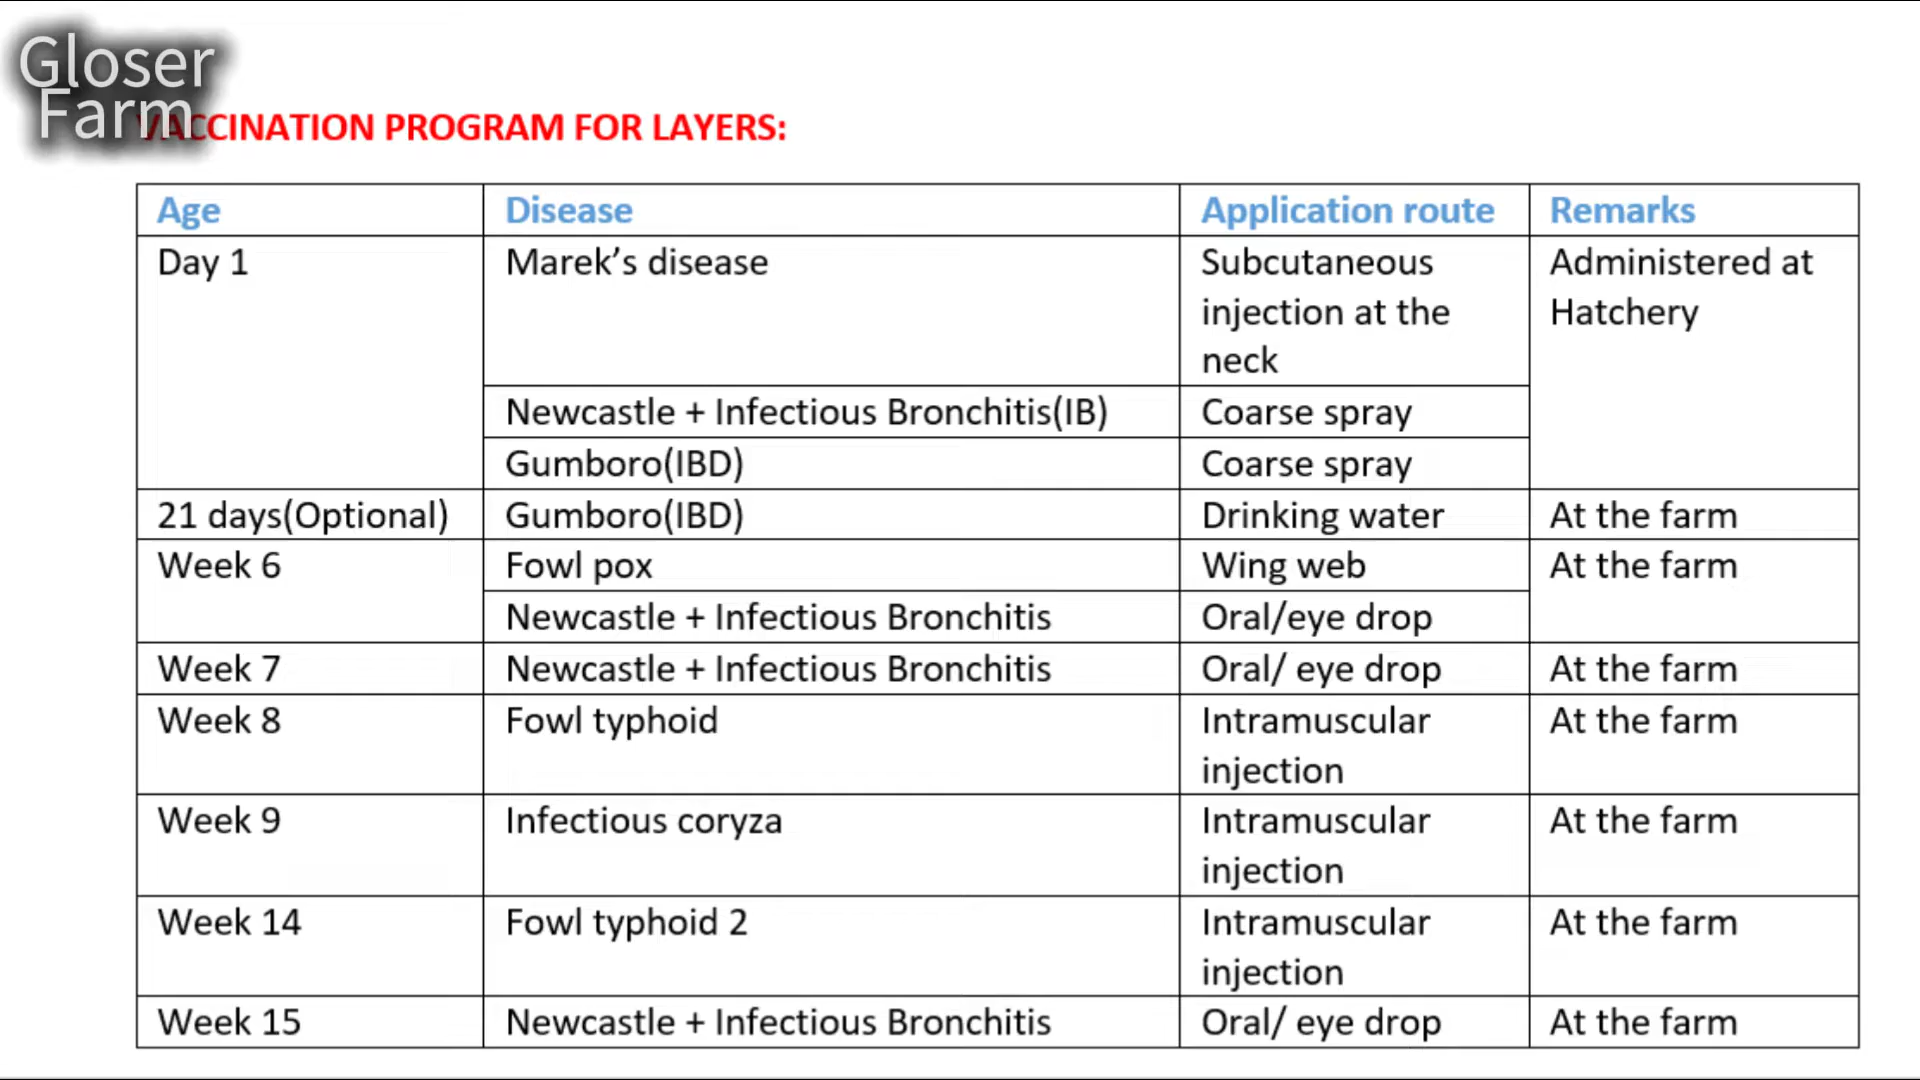 Gloser
Farm
VACCINATION PROGRAM FOR LAYERS:
Age Disease Application route Remarks
Day 1 Marek’s disease Subcutaneous Administered at
injection at the Hatchery
neck
Newcastle + Infectious Bronchitis(IB) Coarse spray
Gumboro(IBD) Coarse spray
21 days(Optional) Gumboro(IBD) Drinking water At the farm
Week 6 Fowl pox Wing web At the farm
Newcastle + Infectious Bronchitis Oral/eye drop
Week 7 Newcastle + Infectious Bronchitis Oral/ eye drop At the farm
Week 8 Fowl typhoid Intramuscular At the farm
injection
Week 9 Infectious coryza Intramuscular At the farm
injection
Week 14 Fowl typhoid 2 Intramuscular At the farm
injection
Week 15 Newcastle + Infectious Bronchitis Oral/ eye drop At the farm